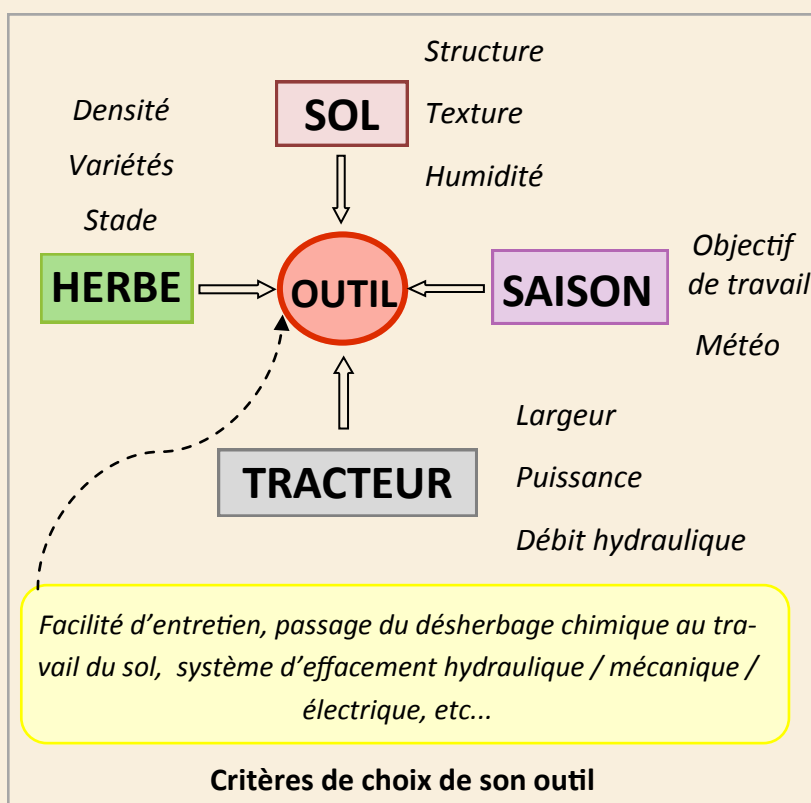 Structure
SOL
Texture
Humidité
Densité
Variétés
Stade
HERBE
OUTIL
SAISON
Objectif
de travail
Météo
TRACTEUR
Largeur
Puissance
Débit hydraulique
Facilité d’entretien, passage du désherbage chimique au tra-
vail du sol, système d’effacement hydraulique / mécanique /
électrique, etc...
Critères de choix de son outil